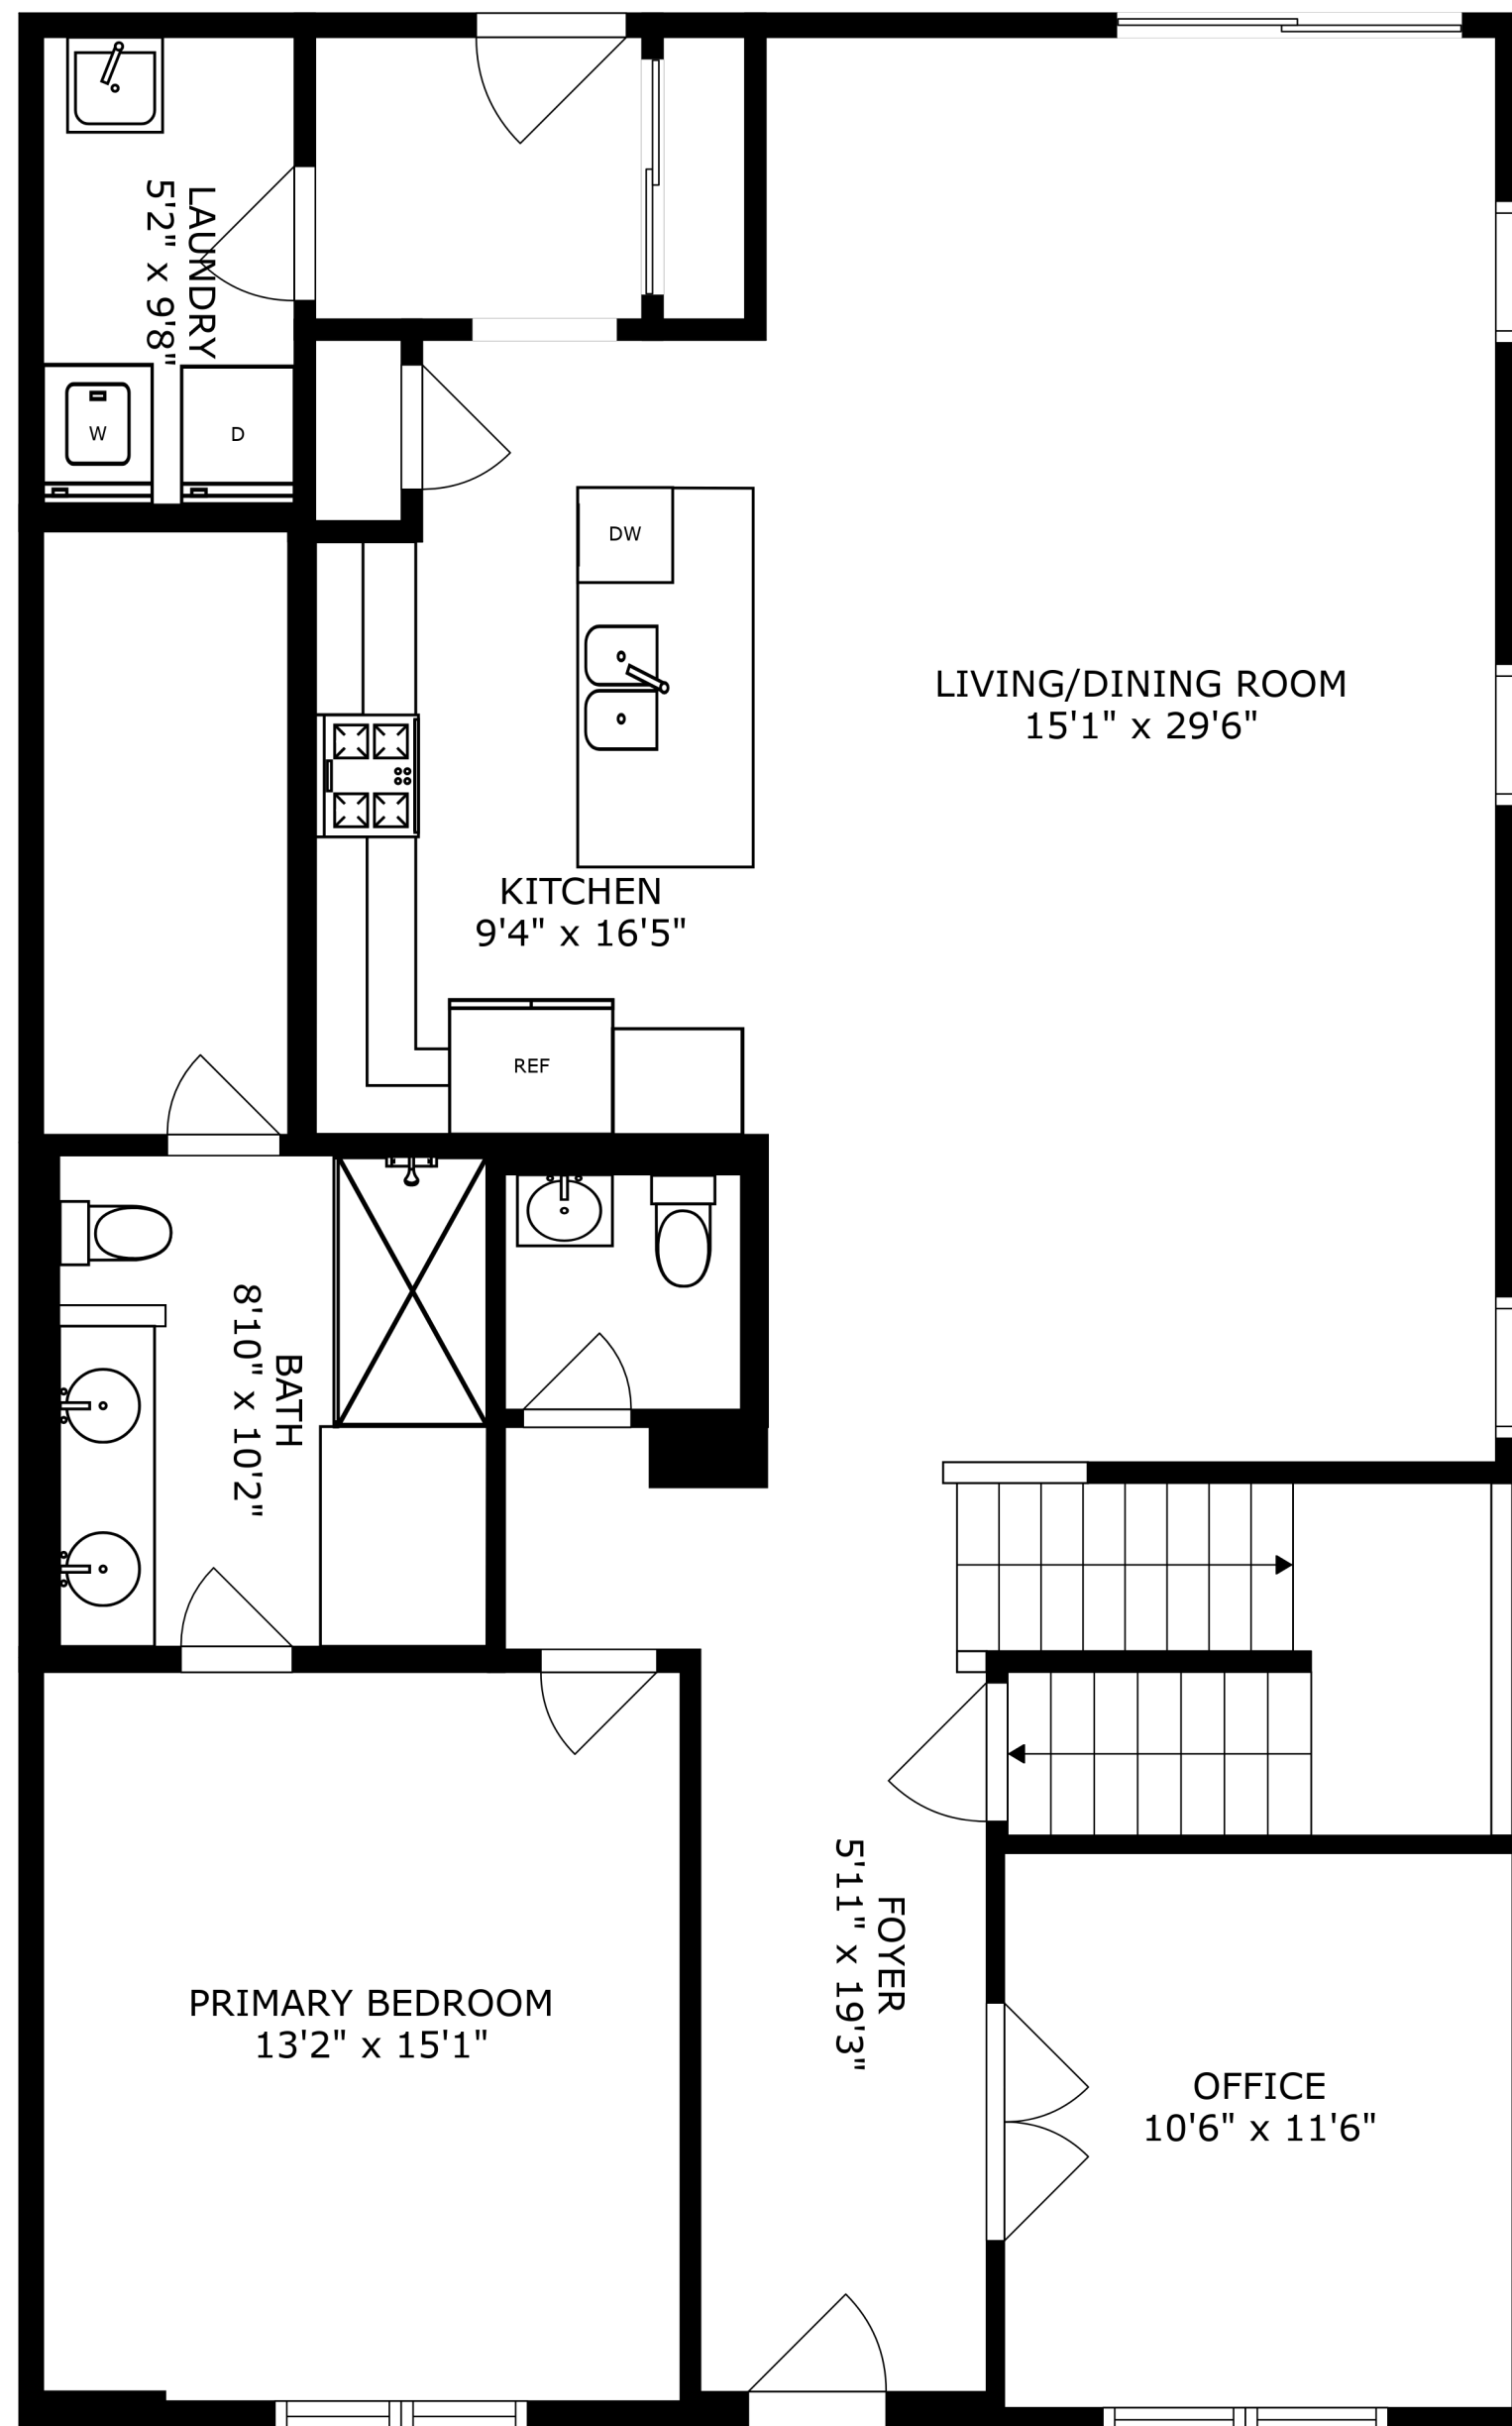 LAUNDRY
5'2" x 9'8"
W
D
DW
LIVING/DINING ROOM
15'1" x 29'6"
KITCHEN
9'4" x 16'5"
REF
BATH
8'10" x 10'2"
FOYER
5'11" x 19'3"
PRIMARY BEDROOM
13'2" x 15'1"
OFFICE
10'6" x 11'6"